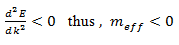 d²E/dk² < 0 thus , m_eff < 0